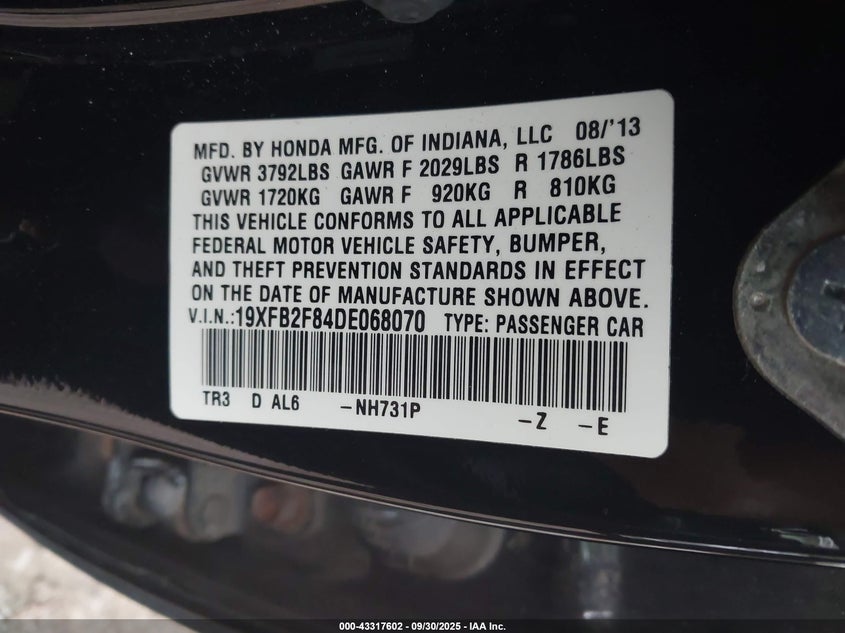 MFD. BY HONDA MFG. OF INDIANA, LLC 08/'13
GVWR 3792LBS GAWR F 2029LBS R 1786LBS
GVWR 1720KG GAWR F 920KG R 810KG
THIS VEHICLE CONFORMS TO ALL APPLICABLE
FEDERAL MOTOR VEHICLE SAFETY, BUMPER,
AND THEFT PREVENTION STANDARDS IN EFFECT
ON THE DATE OF MANUFACTURE SHOWN ABOVE.
V.I.N.:19XFB2F84DE068070 TYPE: PASSENGER CAR
TR3 D AL6 -NH731P -Z -E
000-43317602 - 09/30/2025 - IAA Inc.